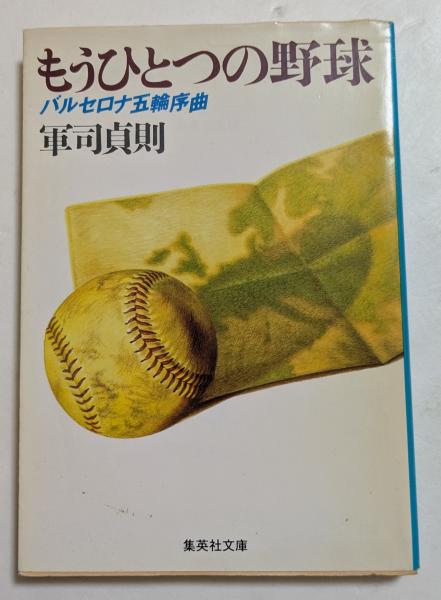 もうひとつの野球
バルセロナ五輪序曲
軍司貞則
集英社文庫